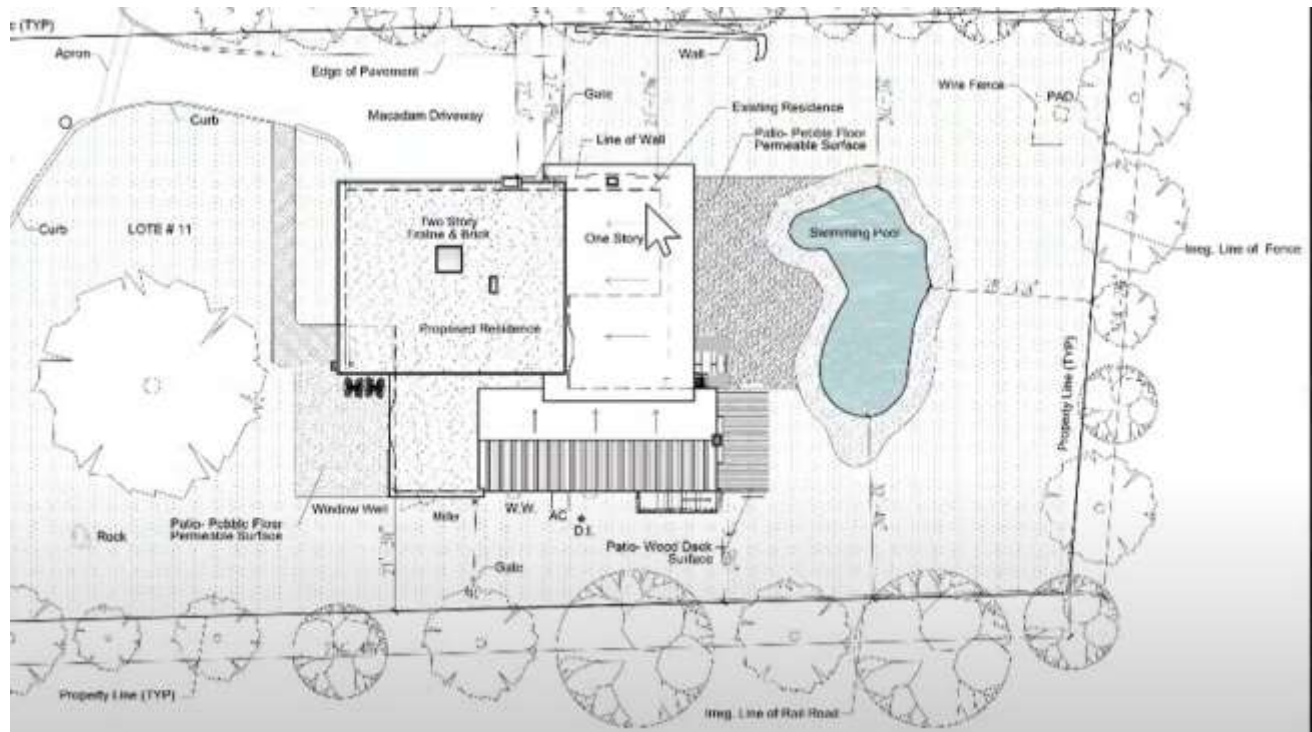 (TYP)
Apron
Edge of Pavement
Wall
Gate
Wire Fence
PAD
Curb
Macadam Driveway
Existing Residence
Line of Wall
Patio- Pebble Floor
Permeable Surface
Curb
LOTE # 11
Two Story
& Brick
One Story
Swimming Pool
Irreg. Line of Fence
Proposed Residence
Property Line (TYP)
Window Well
W.W.
AC
D.I.
Rock
Patio- Pebble Floor
Permeable Surface
Patio- Wood Deck
Surface
Gate
Property Line (TYP)
Irreg. Line of Rail Road